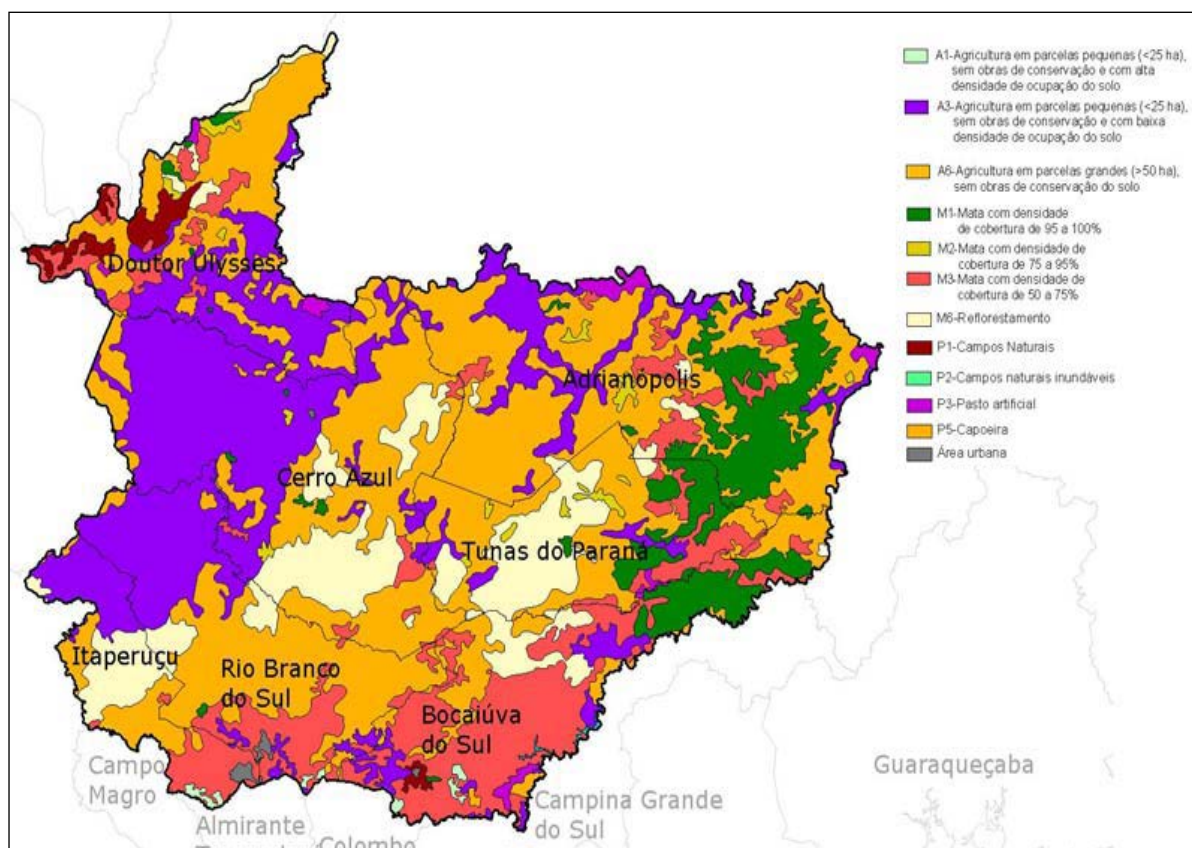 A1-Agricultura em parcelas pequenas (<25 ha),
sem obras de conservação e com alta
densidade de ocupação do solo
A3-Agricultura em parcelas pequenas (<25 ha),
sem obras de conservação e com baixa
densidade de ocupação do solo
A6-Agricultura em parcelas grandes (>50 ha),
sem obras de conservação do solo
M1-Mata com densidade
de cobertura de 95 a 100%
M2-Mata com densidade de
cobertura de 75 a 95%
M3-Mata com densidade de
cobertura de 50 a 75%
M6-Reflorestamento
P1-Campos Naturais
P2-Campos naturais inundáveis
P3-Pasto artificial
P5-Capoeira
Área urbana
Doutor Ulysses
Adrianópolis
Cerro Azul
Tunas do Paraná
Itaperuçu
Rio Branco
do Sul
Bocaiúva
do Sul
Campo
Magro
Almirante
Colombo
Campina Grande
do Sul
Guaraqueçaba